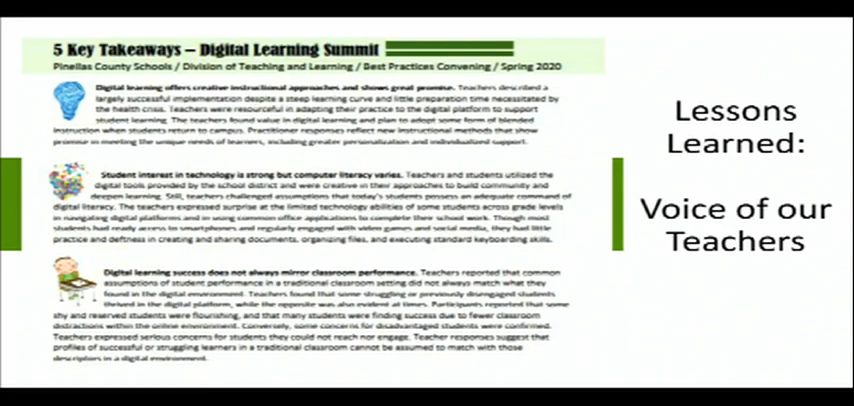 5 Key Takeaways – Digital Learning Summit
Pinellas County Schools / Division of Teaching and Learning / Best Practices Convening / Spring 2020
Digital learning offers creative instructional approaches and shows great promise. Teachers described a
largely successful implementation despite a steep learning curve and little preparation time necessitated by
the health crisis. Teachers were resourceful in adapting their practice to the digital platform to support
student learning. The teachers found value in digital learning and plan to adopt some form of blended
instruction when students return to campus. Practitioner responses reflect new instructional methods that show
promise in meeting the unique needs of learners, including greater personalization and individualized support.
Student interest in technology is strong but computer literacy varies. Teachers and students utilized the
digital tools provided by the school district and were creative in their approaches to build community and
deepen learning. Still, teachers challenged assumptions that today's students possess an adequate command of
digital literacy. The teachers expressed surprise at the limited technology abilities of some students across grade levels
in navigating digital platforms and in using common office applications to complete their school work. Though most
students had ready access to smartphones and regularly engaged with video games and social media, they had little
practice and deftness in creating and sharing documents, organizing files, and executing standard keyboarding skills.
Digital learning success does not always mirror classroom performance. Teachers reported that common
assumptions of student performance in a traditional classroom setting did not always match what they
found in the digital environment. Teachers found that some struggling or previously disengaged students
thrived in the digital platform, while the opposite was also evident at times. Participants reported that some
shy and reserved students were flourishing, and that many students were finding success due to fewer classroom
distractions within the online environment. Conversely, some concerns for disadvantaged students were confirmed.
Teachers expressed serious concerns for students they could not reach nor engage. Teacher responses suggest that
profiles of successful or struggling learners in a traditional classroom cannot be assumed to match with those
descriptors in a digital environment.
Lessons
Learned:
Voice of our
Teachers